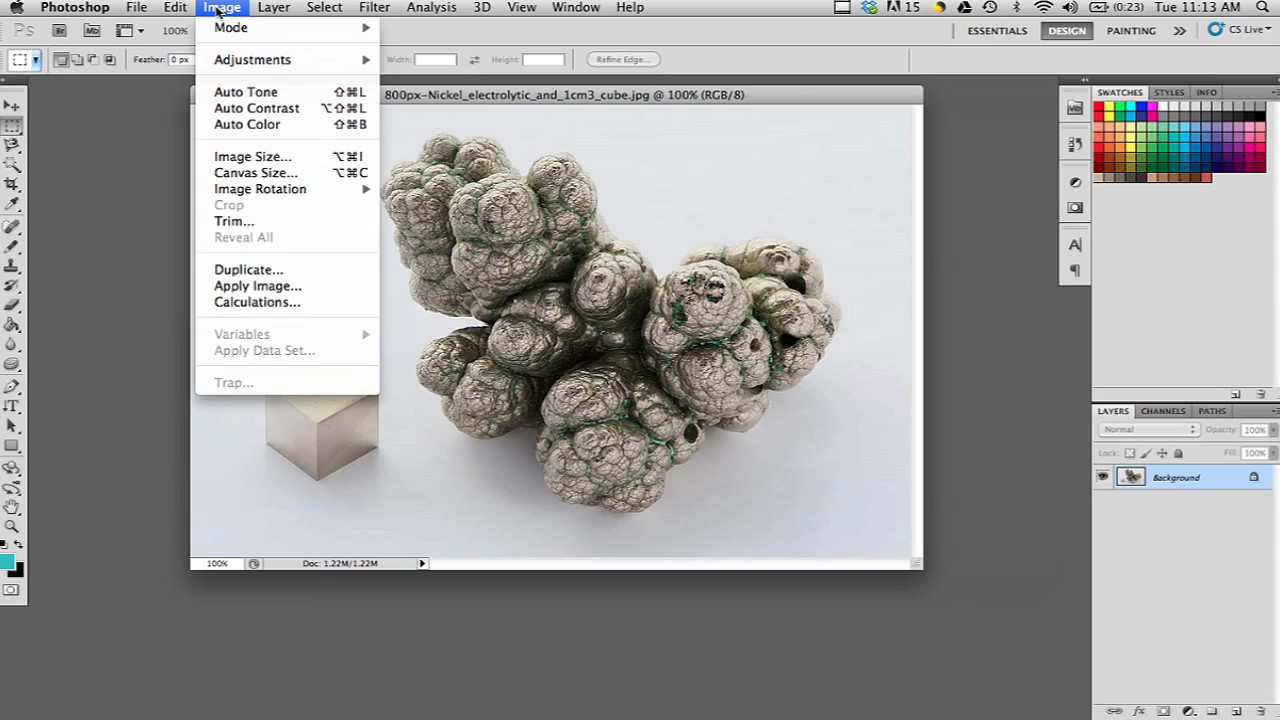 Photoshop File Edit Image Layer Select Filter Analysis 3D View Window Help 15 (0:23) Tue 11:13 AM
Ps Br Mb 100% ESSENTIALS DESIGN PAINTING CS Live
Feather: 0 px Width: Height: Refine Edge...
Mode
Adjustments
Auto Tone ⇧⌘L
Auto Contrast ⌥⇧⌘L
Auto Color ⇧⌘B
Image Size... ⌥⌘I
Canvas Size... ⌥⌘C
Image Rotation
Crop
Trim...
Reveal All
Duplicate...
Apply Image...
Calculations...
Variables
Apply Data Set...
Trap...
800px-Nickel_electrolytic_and_1cm3_cube.jpg @ 100% (RGB/8)
100% Doc: 1.22M/1.22M
SWATCHES STYLES INFO
LAYERS CHANNELS PATHS
Normal Opacity: 100%
Lock: Fill: 100%
Background